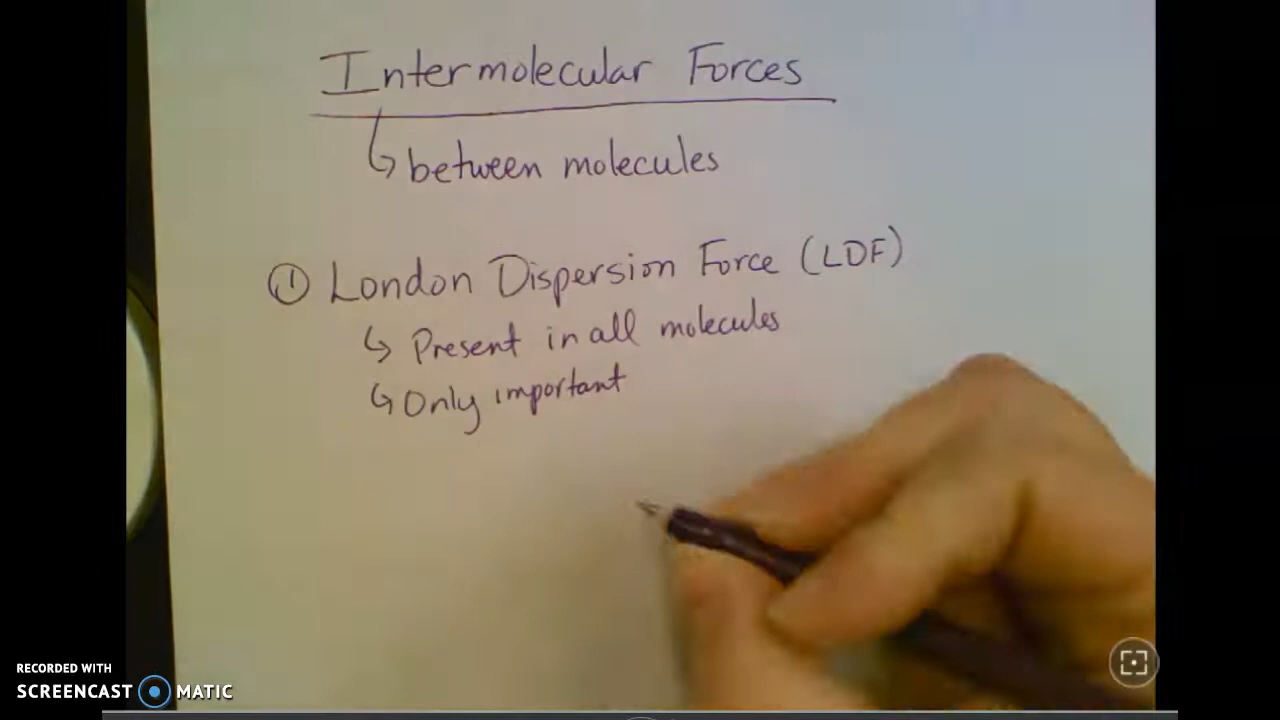 Intermolecular Forces
↳ between molecules
① London Dispersion Force (LDF)
↳ Present in all molecules
↳ Only important
RECORDED WITH
SCREENCAST MATIC